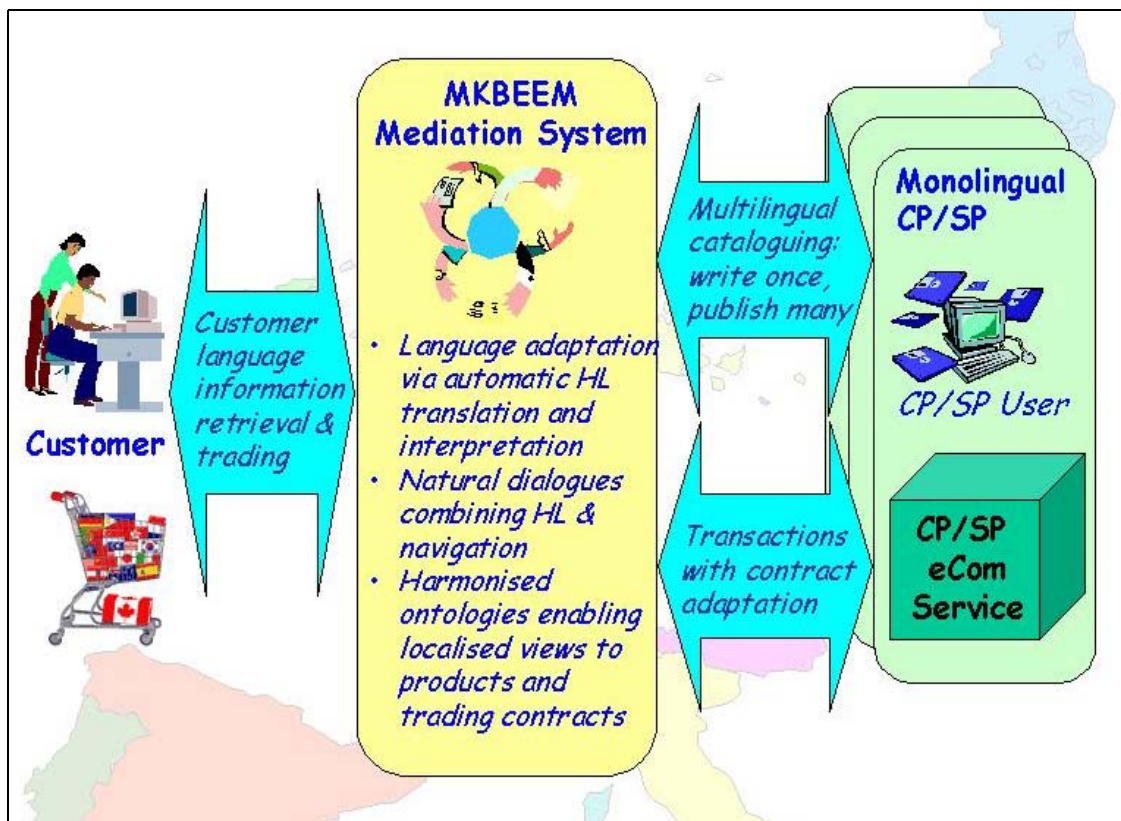 MKBEEM
Mediation System
Customer
language
information
retrieval &
trading
Customer
• Language adaptation
via automatic HL
translation and
interpretation
• Natural dialogues
combining HL &
navigation
• Harmonised
ontologies enabling
localised views to
products and
trading contracts
Multilingual
cataloguing:
write once,
publish many
Transactions
with contract
adaptation
Monolingual
CP/SP
CP/SP User
CP/SP
eCom
Service